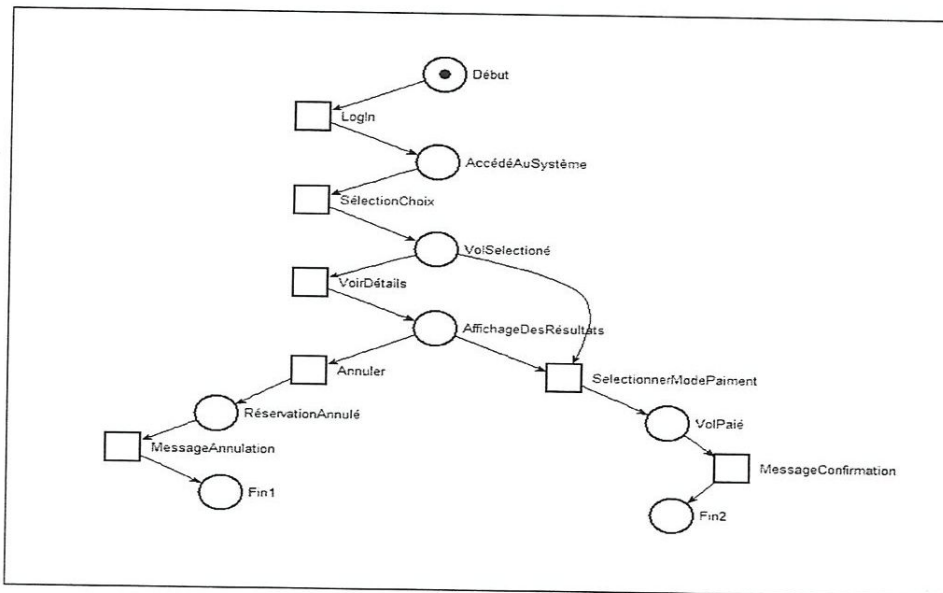 Début
LogIn
AccédéAuSystème
SélectionChoix
VolSelectioné
VoirDétails
AffichageDesRésultats
Annuler
SelectionnerModePaiment
RéservationAnnulé
VolPaié
MessageAnnulation
MessageConfirmation
Fin1
Fin2